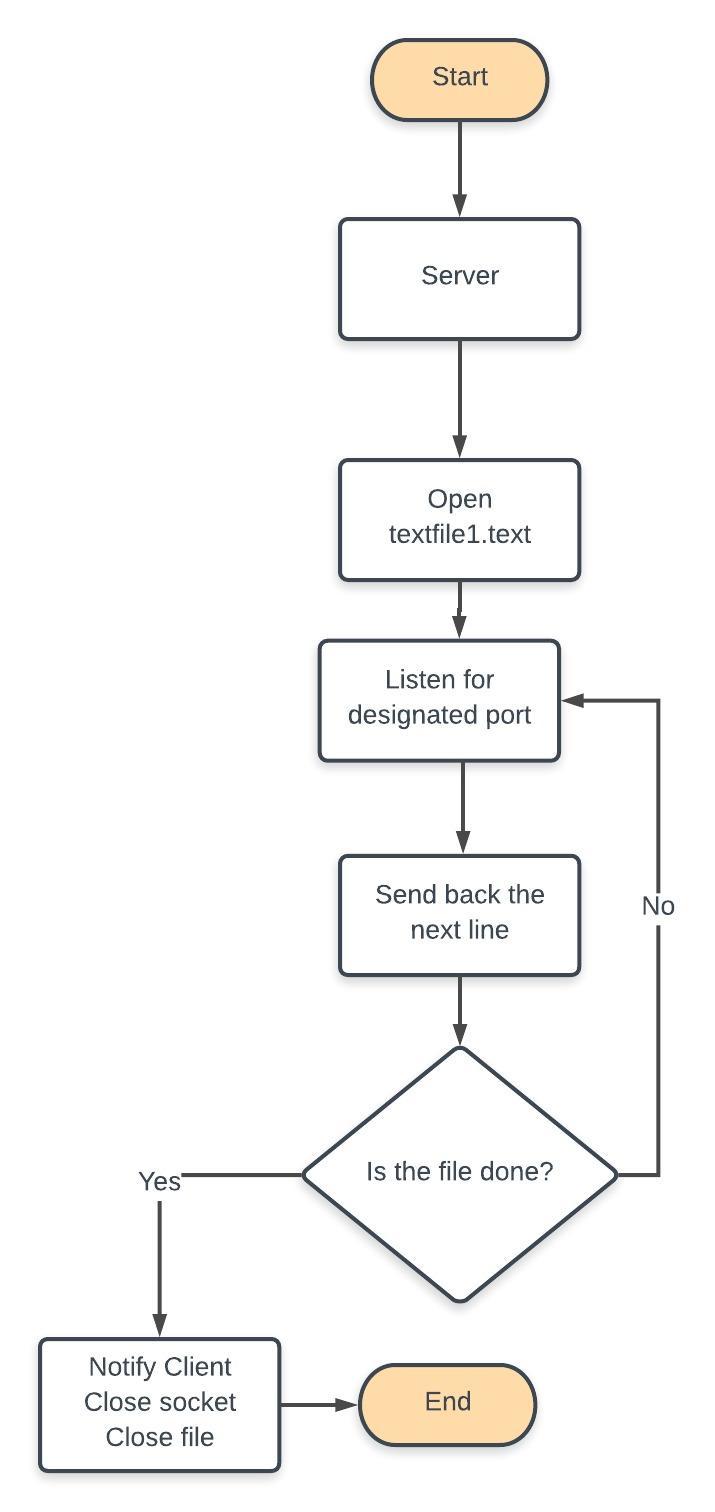 Start
Server
Open
textfile1.text
Listen for
designated port
Send back the
next line
No
Is the file done?
Yes
Notify Client
Close socket
Close file
End